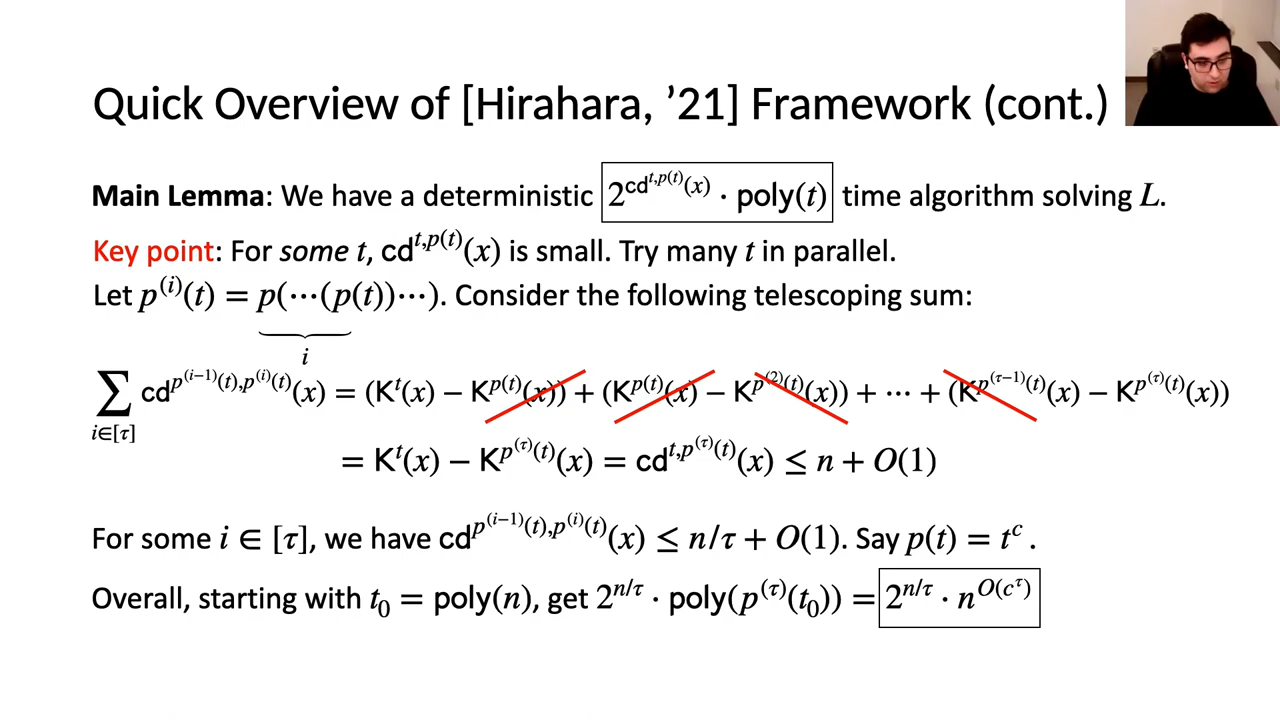 Quick Overview of [Hirahara, ’21] Framework (cont.)
Main Lemma: We have a deterministic 2^{cd^{t,p(t)}(x)} · poly(t) time algorithm solving L.
Key point: For some t, cd^{t,p(t)}(x) is small. Try many t in parallel.
Let p^{(i)}(t) = p(⋯(p(t))⋯). Consider the following telescoping sum:
i
∑_{i∈[τ]} cd^{p^{(i−1)}(t),p^{(i)}(t)}(x) = (K^t(x) − K^{p(t)}(x)) + (K^{p(t)}(x) − K^{p^{(2)}(t)}(x)) + ⋯ + (K^{p^{(τ−1)}(t)}(x) − K^{p^{(τ)}(t)}(x))
= K^t(x) − K^{p^{(τ)}(t)}(x) = cd^{t,p^{(τ)}(t)}(x) ≤ n + O(1)
For some i ∈ [τ], we have cd^{p^{(i−1)}(t),p^{(i)}(t)}(x) ≤ n/τ + O(1). Say p(t) = t^c.
Overall, starting with t_0 = poly(n), get 2^{n/τ} · poly(p^{(τ)}(t_0)) = 2^{n/τ} · n^{O(c^τ)}